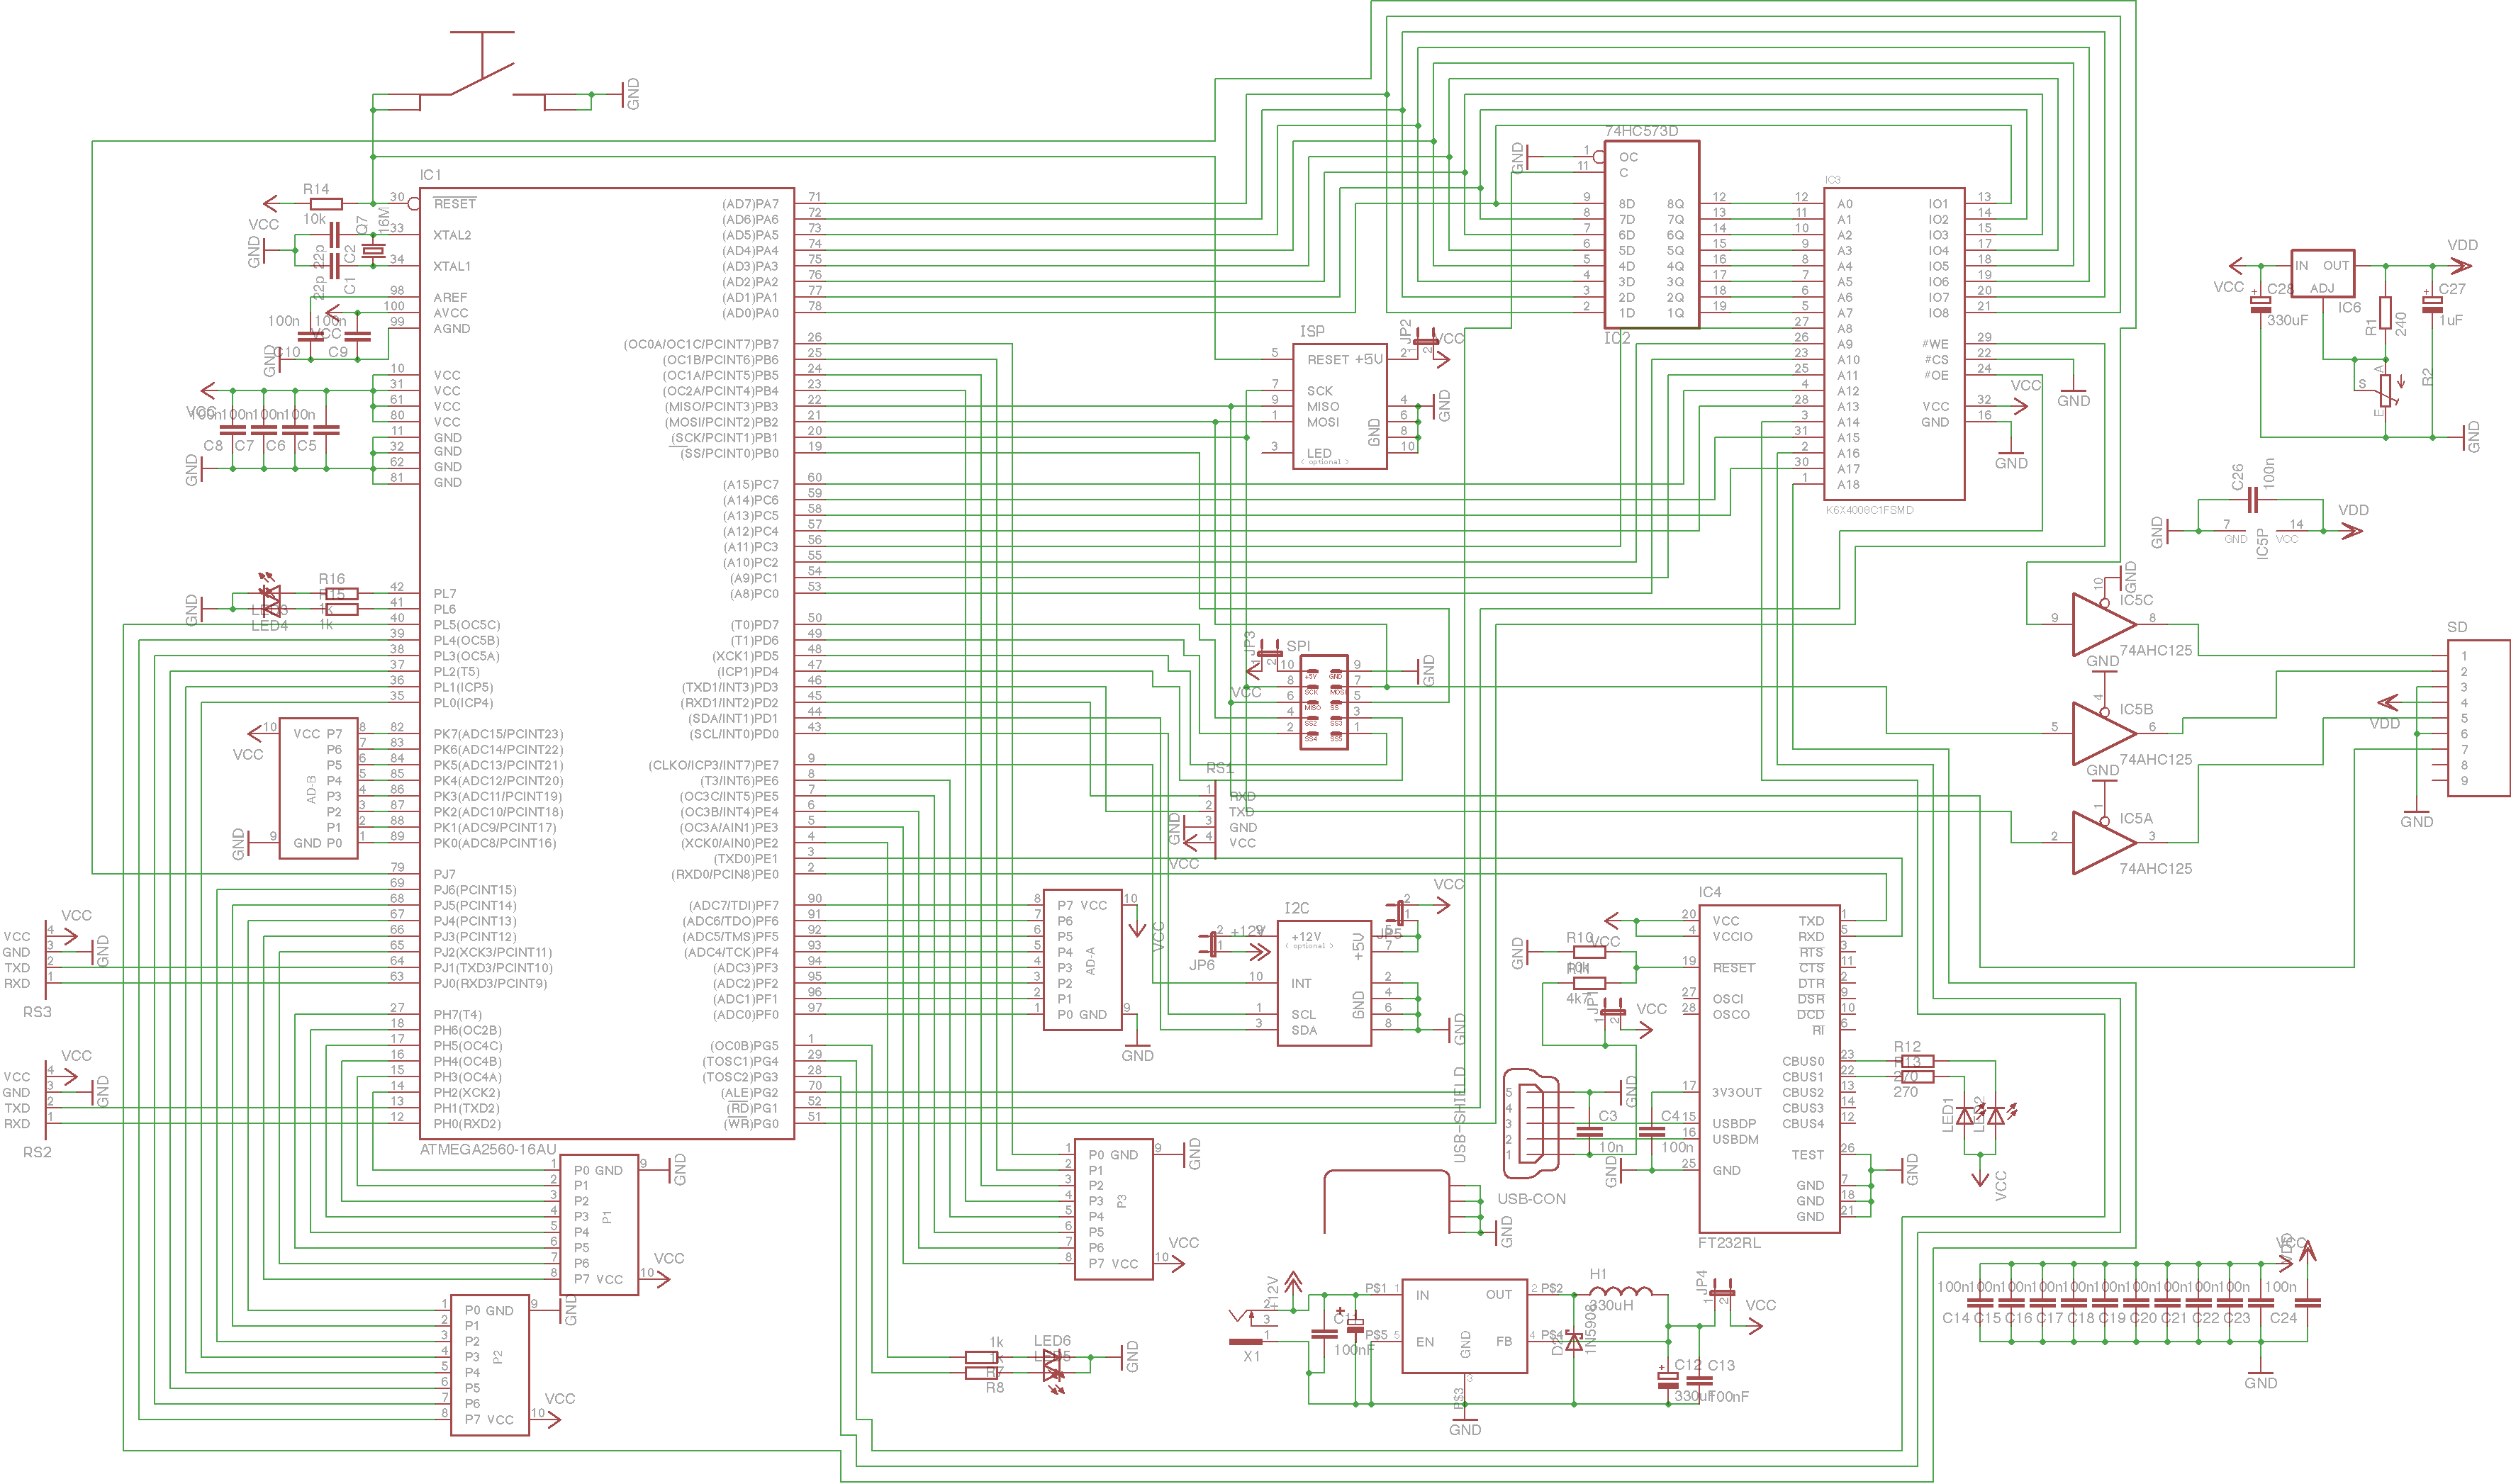 GND
R14
10k
VCC
GND
22p
22p
C2
C1
Q7
16M
100n
100n
VCC
C10
C9
GND
VCC
100n
100n
100n
100n
C8
C7
C6
C5
GND
GND
LED3
LED4
R16
R15
1k
1k
IC1
30 RESET
33 XTAL2
34 XTAL1
98 AREF
100 AVCC
99 AGND
10 VCC
31 VCC
61 VCC
80 VCC
11 GND
32 GND
62 GND
81 GND
42 PL7
41 PL6
40 PL5(OC5C)
39 PL4(OC5B)
38 PL3(OC5A)
37 PL2(T5)
36 PL1(ICP5)
35 PL0(ICP4)
82 PK7(ADC15/PCINT23)
83 PK6(ADC14/PCINT22)
84 PK5(ADC13/PCINT21)
85 PK4(ADC12/PCINT20)
86 PK3(ADC11/PCINT19)
87 PK2(ADC10/PCINT18)
88 PK1(ADC9/PCINT17)
89 PK0(ADC8/PCINT16)
79 PJ7
69 PJ6(PCINT15)
68 PJ5(PCINT14)
67 PJ4(PCINT13)
66 PJ3(PCINT12)
65 PJ2(XCK3/PCINT11)
64 PJ1(TXD3/PCINT10)
63 PJ0(RXD3/PCINT9)
27 PH7(T4)
18 PH6(OC2B)
17 PH5(OC4C)
16 PH4(OC4B)
15 PH3(OC4A)
14 PH2(XCK2)
13 PH1(TXD2)
12 PH0(RXD2)
(AD7)PA7 71
(AD6)PA6 72
(AD5)PA5 73
(AD4)PA4 74
(AD3)PA3 75
(AD2)PA2 76
(AD1)PA1 77
(AD0)PA0 78
(OC0A/OC1C/PCINT7)PB7 26
(OC1B/PCINT6)PB6 25
(OC1A/PCINT5)PB5 24
(OC2A/PCINT4)PB4 23
(MISO/PCINT3)PB3 22
(MOSI/PCINT2)PB2 21
(SCK/PCINT1)PB1 20
(SS/PCINT0)PB0 19
(A15)PC7 60
(A14)PC6 59
(A13)PC5 58
(A12)PC4 57
(A11)PC3 56
(A10)PC2 55
(A9)PC1 54
(A8)PC0 53
(T0)PD7 50
(T1)PD6 49
(XCK1)PD5 48
(ICP1)PD4 47
(TXD1/INT3)PD3 46
(RXD1/INT2)PD2 45
(SDA/INT1)PD1 44
(SCL/INT0)PD0 43
(CLKO/ICP3/INT7)PE7 9
(T3/INT6)PE6 8
(OC3C/INT5)PE5 7
(OC3B/INT4)PE4 6
(OC3A/AIN1)PE3 5
(XCK0/AIN0)PE2 4
(TXD0)PE1 3
(RXD0/PCIN8)PE0 2
(ADC7/TDI)PF7 90
(ADC6/TDO)PF6 91
(ADC5/TMS)PF5 92
(ADC4/TCK)PF4 93
(ADC3)PF3 94
(ADC2)PF2 95
(ADC1)PF1 96
(ADC0)PF0 97
(OC0B)PG5 1
(TOSC1)PG4 29
(TOSC2)PG3 28
(ALE)PG2 70
(RD)PG1 52
(WR)PG0 51
ATMEGA2560-16AU
VCC
10 VCC P7 8
P6 7
P5 6
P4 5
P3 4
P2 3
P1 2
GND 9 GND P0 1
AD-B
VCC 4 VCC
GND 3 GND
TXD 2
RXD 1
RS3
VCC 4 VCC
GND 3 GND
TXD 2
RXD 1
RS2
1 P0 GND 9 GND
2 P1
3 P2
4 P3
5 P4
6 P5
7 P6
8 P7 VCC 10 VCC
P1
1 P0 GND 9 GND
2 P1
3 P2
4 P3
5 P4
6 P5
7 P6
8 P7 VCC 10 VCC
P2
1 P0 GND 9 GND
2 P1
3 P2
4 P3
5 P4
6 P5
7 P6
8 P7 VCC 10 VCC
P3
8 P7 VCC 10 VCC
7 P6
6 P5
5 P4
4 P3
3 P2
2 P1
1 P0 GND 9 GND
AD-A
1k
1k
R7
R8
LED6
LED5
GND
ISP
5 RESET +5U 2
7 SCK
9 MISO GND 4
1 MOSI 6
8
3 LED 10
( optional )
JP2
1
2
VCC
GND
JP3
1
2
SPI
VCC
10 +5V GND 9
8 SCK MOSI 7
6 MISO SS 5
4 SS2 SS3 3
2 SS4 SS5 1
GND
RS1
1 RXD
2 TXD
3 GND
4 VCC
GND
VCC
I2C
JP6
2
1
+12V
9 +12V
( optional )
10 INT
1 SCL
3 SDA
+5U 5
7
GND 2
4
6
8
JP5
2
1
VCC
GND
74HC573D
GND
1 OC
11 C
9 8D 8Q 12
8 7D 7Q 13
7 6D 6Q 14
6 5D 5Q 15
5 4D 4Q 16
4 3D 3Q 17
3 2D 2Q 18
2 1D 1Q 19
IC2
IC3
12 A0 IO1 13
11 A1 IO2 14
10 A2 IO3 15
9 A3 IO4 17
8 A4 IO5 18
7 A5 IO6 19
6 A6 IO7 20
5 A7 IO8 21
27 A8
26 A9 #WE 29
23 A10 #CS 22
25 A11 #OE 24
4 A12
28 A13 VCC 32
3 A14 GND 16
31 A15
2 A16
30 A17
1 A18
K6X4008C1FSMD
GND
VCC
GND
VCC
IN OUT
ADJ
IC6
VDD
C28
330uF
R1
240
C27
1uF
R2
A
S
E
GND
C26
100n
GND
7
GND
IC5P
14
VCC
VDD
9 10 8
GND
IC5C
74AHC125
GND
5 4 6
IC5B
74AHC125
GND
2 1 3
IC5A
74AHC125
SD
1
2
3
4
5
6
7
8
9
VDD
GND
IC4
20 VCC TXD 1
4 VCCIO RXD 5
RTS 3
19 RESET CTS 11
DTR 2
27 OSCI DSR 9
28 OSCO DCD 10
RI 6
CBUS0 23
CBUS1 22
17 3V3OUT CBUS2 13
CBUS3 14
15 USBDP CBUS4 12
16 USBDM
TEST 26
25 GND
GND 7
GND 18
GND 21
FT232RL
VCC
GND
R10
10k
R11
4k7
JP1
1
2
VCC
R12
270
R13
270
LED1
LED2
VCC
GND
USB-SHIELD
GND
5
4
3
2
1
USB-CON
GND
C3
10n
C4
100n
GND
+12V
2
3
1
X1
C11
100nF
P$1 1 IN OUT 2 P$2
P$5 5 EN FB 4 P$4
GND
3
P$3
GND
H1
330uH
1N5908
JP4
1
2
VCC
C12
330uF
C13
100nF
VDD
VCC
100n
100n
100n
100n
100n
100n
100n
100n
100n
100n
C14
C15
C16
C17
C18
C19
C20
C21
C22
C23
C24
GND